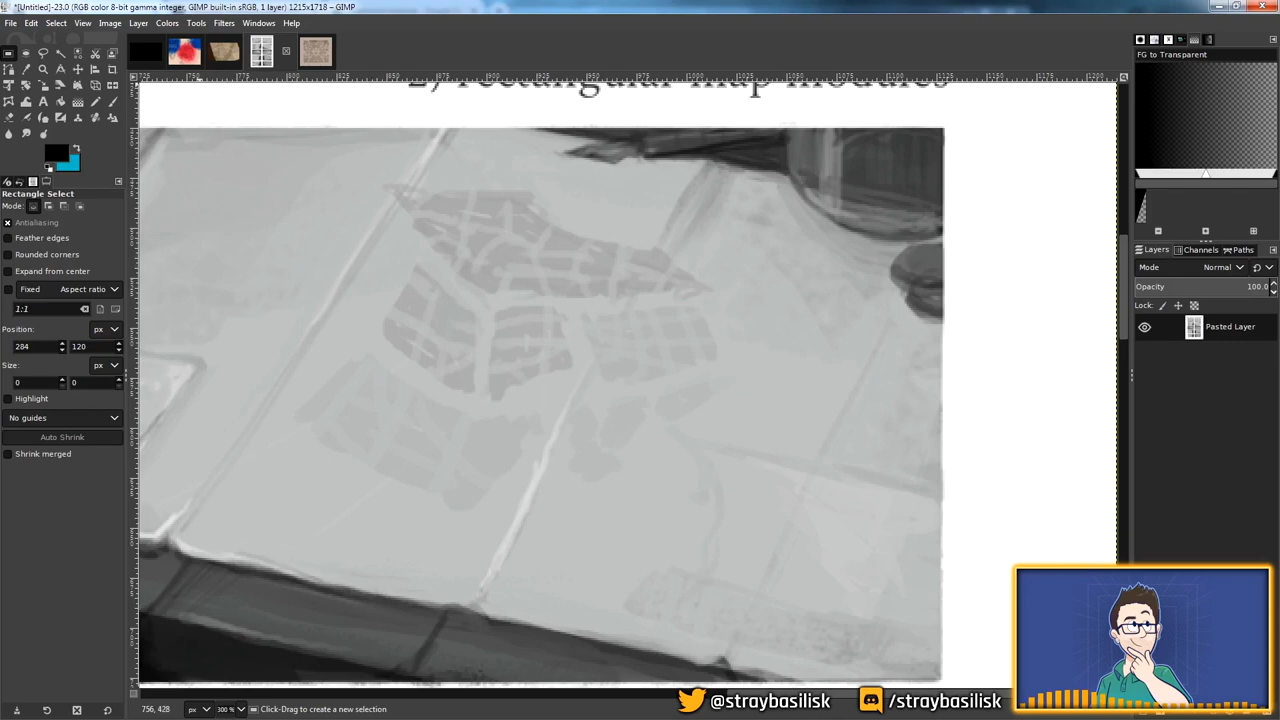 *[Untitled]-23.0 (RGB color 8-bit gamma integer, GIMP built-in sRGB, 1 layer) 1215x1718 – GIMP
File Edit Select View Image Layer Colors Tools Filters Windows Help
2) rectangular map modules
FG to Transparent
Rectangle Select
Mode:
Antialiasing
Feather edges
Rounded corners
Expand from center
Fixed Aspect ratio
1:1
Position: px
284 120
Size: px
0 0
Highlight
No guides
Auto Shrink
Shrink merged
Layers Channels Paths
Mode Normal
Opacity 100.0
Lock:
Pasted Layer
756, 428 px 300 % Click-Drag to create a new selection
@straybasilisk /straybasilisk